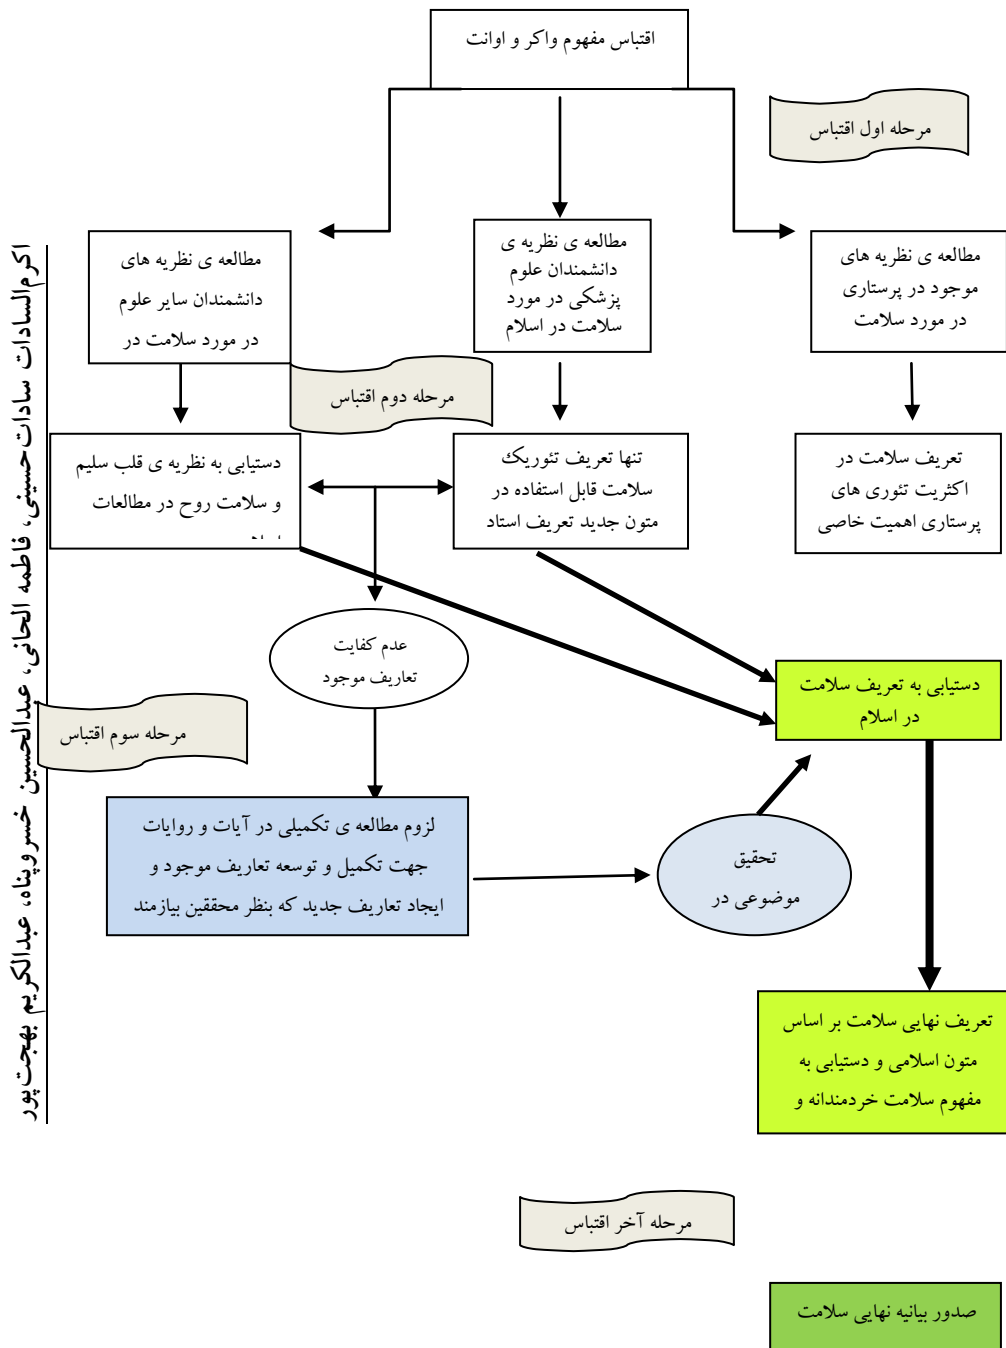 اقتباس مفهوم واکر و اوانت
مرحله اول اقتباس
مطالعه ی نظریه های
موجود در پرستاری
در مورد سلامت
مطالعه ی نظریه ی
دانشمندان علوم
پزشکی در مورد
سلامت در اسلام
مطالعه ی نظریه های
دانشمندان سایر علوم
در مورد سلامت در
مرحله دوم اقتباس
تعریف سلامت در
اکثریت تئوری های
پرستاری اهمیت خاصی
تنها تعریف تئوریک
سلامت قابل استفاده در
متون جدید تعریف استاد
دستیابی به نظریه ی قلب سلیم
و سلامت روح در مطالعات
عدم کفایت
تعاریف موجود
دستیابی به تعریف سلامت
در اسلام
مرحله سوم اقتباس
لزوم مطالعه ی تکمیلی در آیات و روایات
جهت تکمیل و توسعه تعاریف موجود و
ایجاد تعاریف جدید که بنظر محققین بیازمند
تحقیق
موضوعی در
تعریف نهایی سلامت بر اساس
متون اسلامی و دستیابی به
مفهوم سلامت خردمندانه و
مرحله آخر اقتباس
صدور بیانیه نهایی سلامت
اکرم‌السادات سادات‌حسینی، فاطمه الحانی، عبدالحسین خسروپناه، عبدالکریم بهجت‌پور